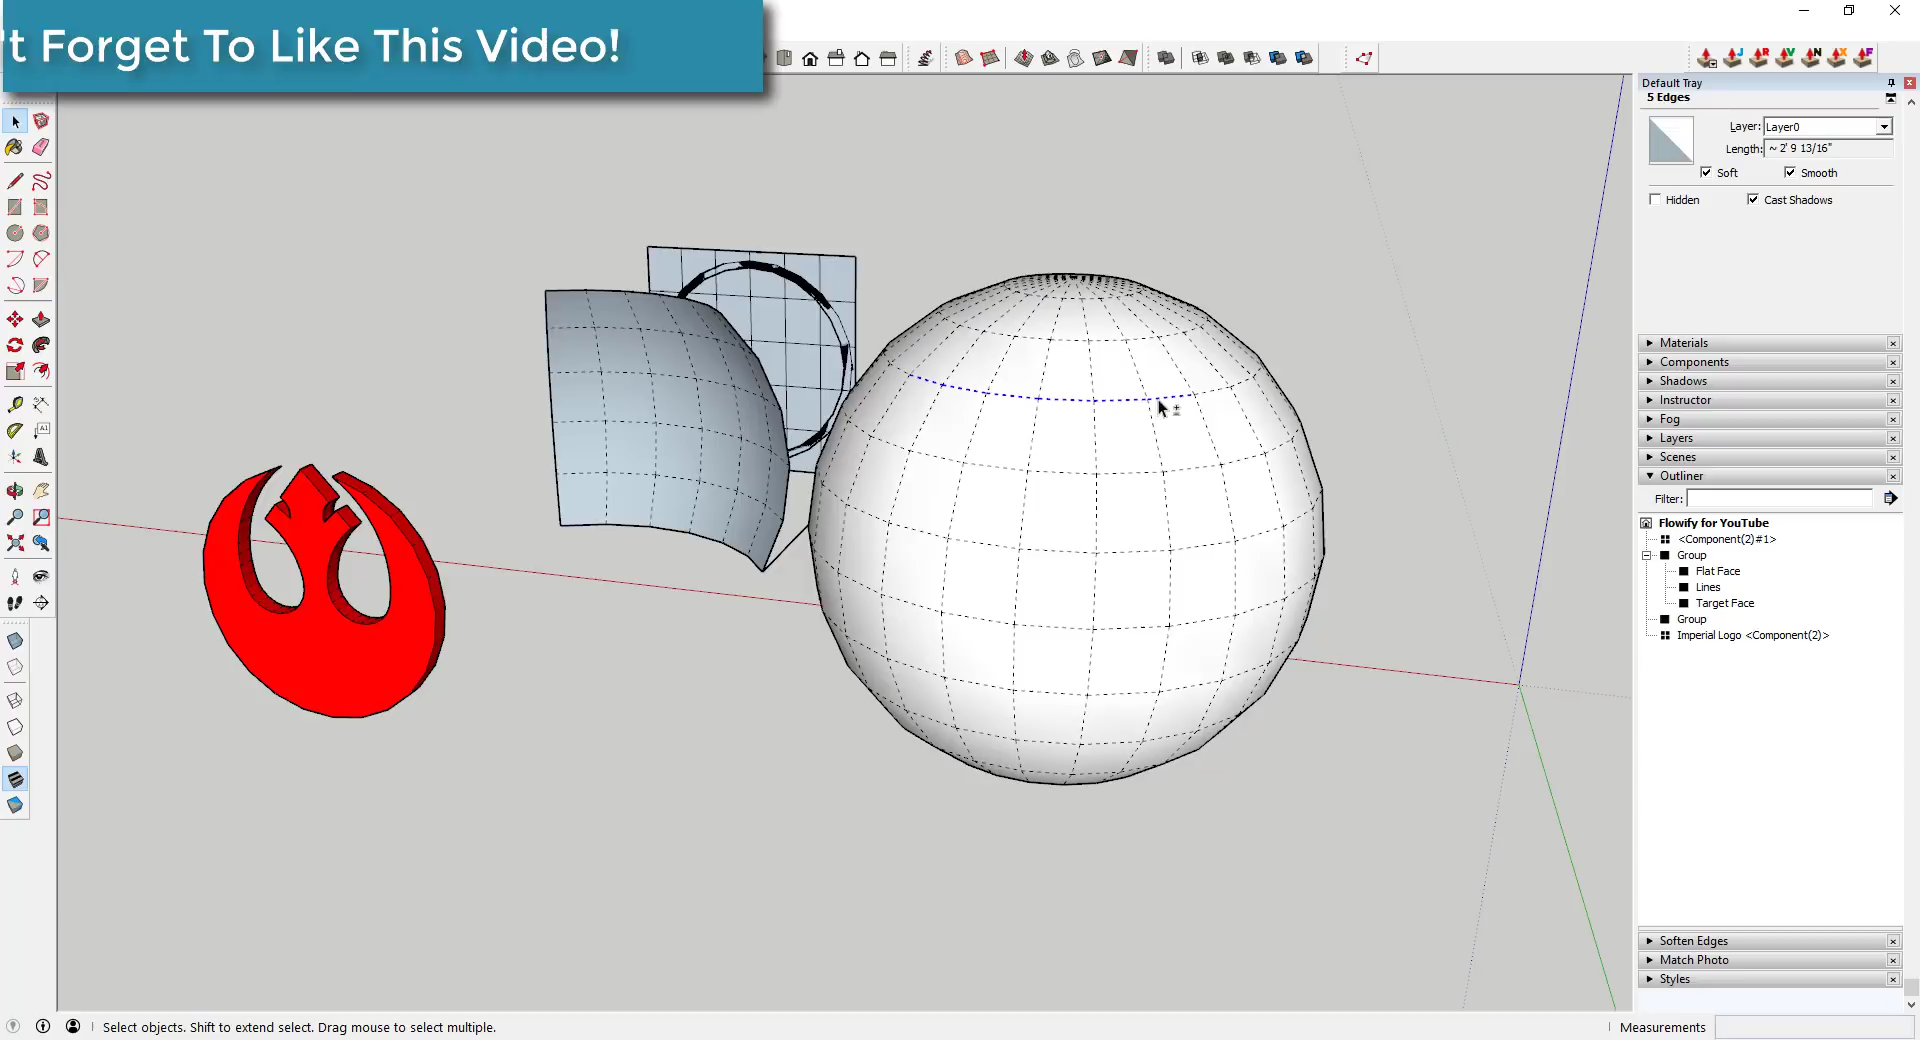 't Forget To Like This Video!
Default Tray
5 Edges
Layer: Layer0
Length: ~ 2' 9 13/16"
Soft Smooth
Hidden Cast Shadows
Materials
Components
Shadows
Instructor
Fog
Layers
Scenes
Outliner
Filter:
Flowify for YouTube
<Component(2)#1>
Group
Flat Face
Lines
Target Face
Group
Imperial Logo <Component(2)>
Soften Edges
Match Photo
Styles
J R V N X F
A1
Select objects. Shift to extend select. Drag mouse to select multiple.
Measurements